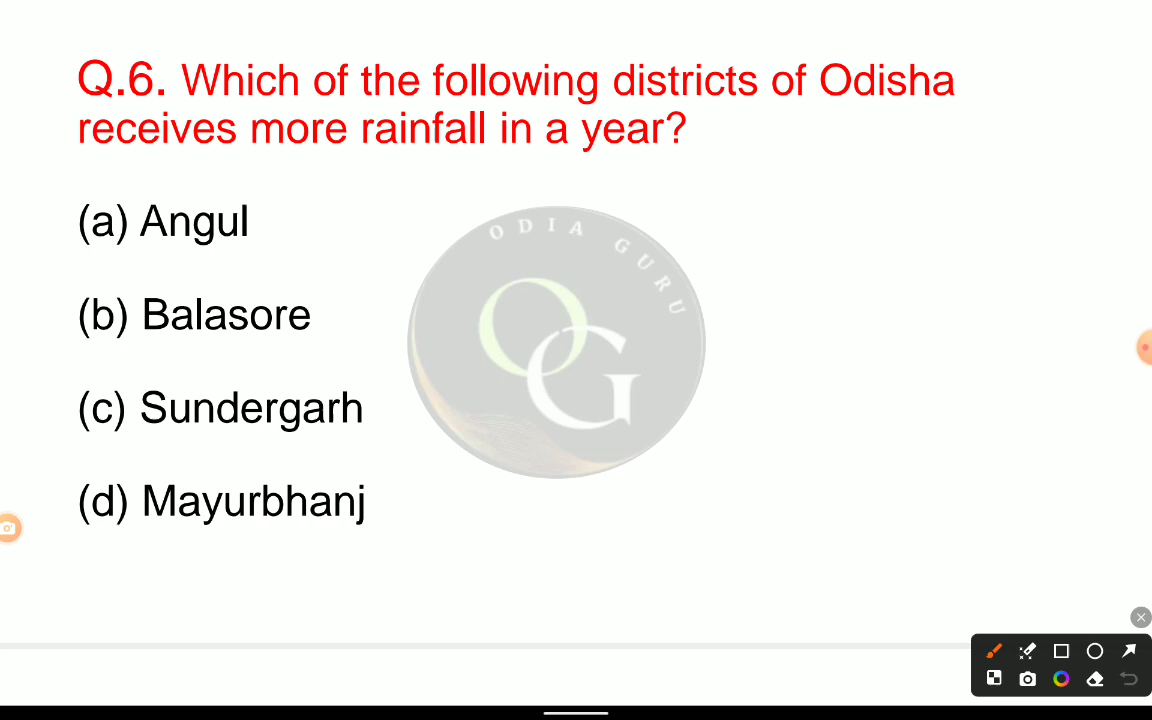 Q.6. Which of the following districts of Odisha
receives more rainfall in a year?
(a) Angul
ODIA GURU
OG
(b) Balasore
(c) Sundergarh
(d) Mayurbhanj